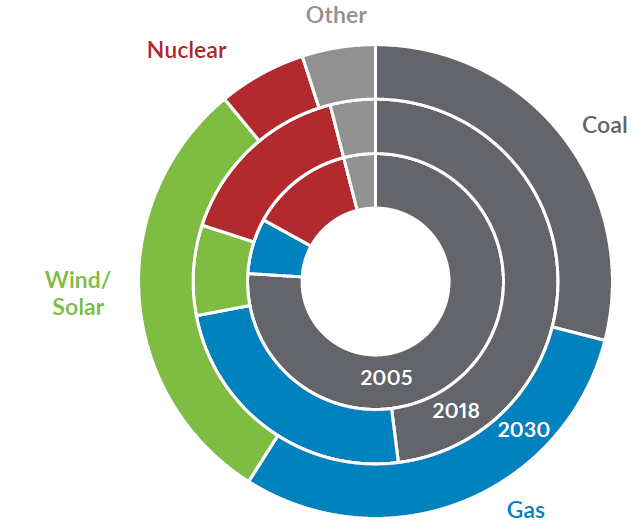 Other
Nuclear
Coal
Wind/
Solar
2005
2018
2030
Gas